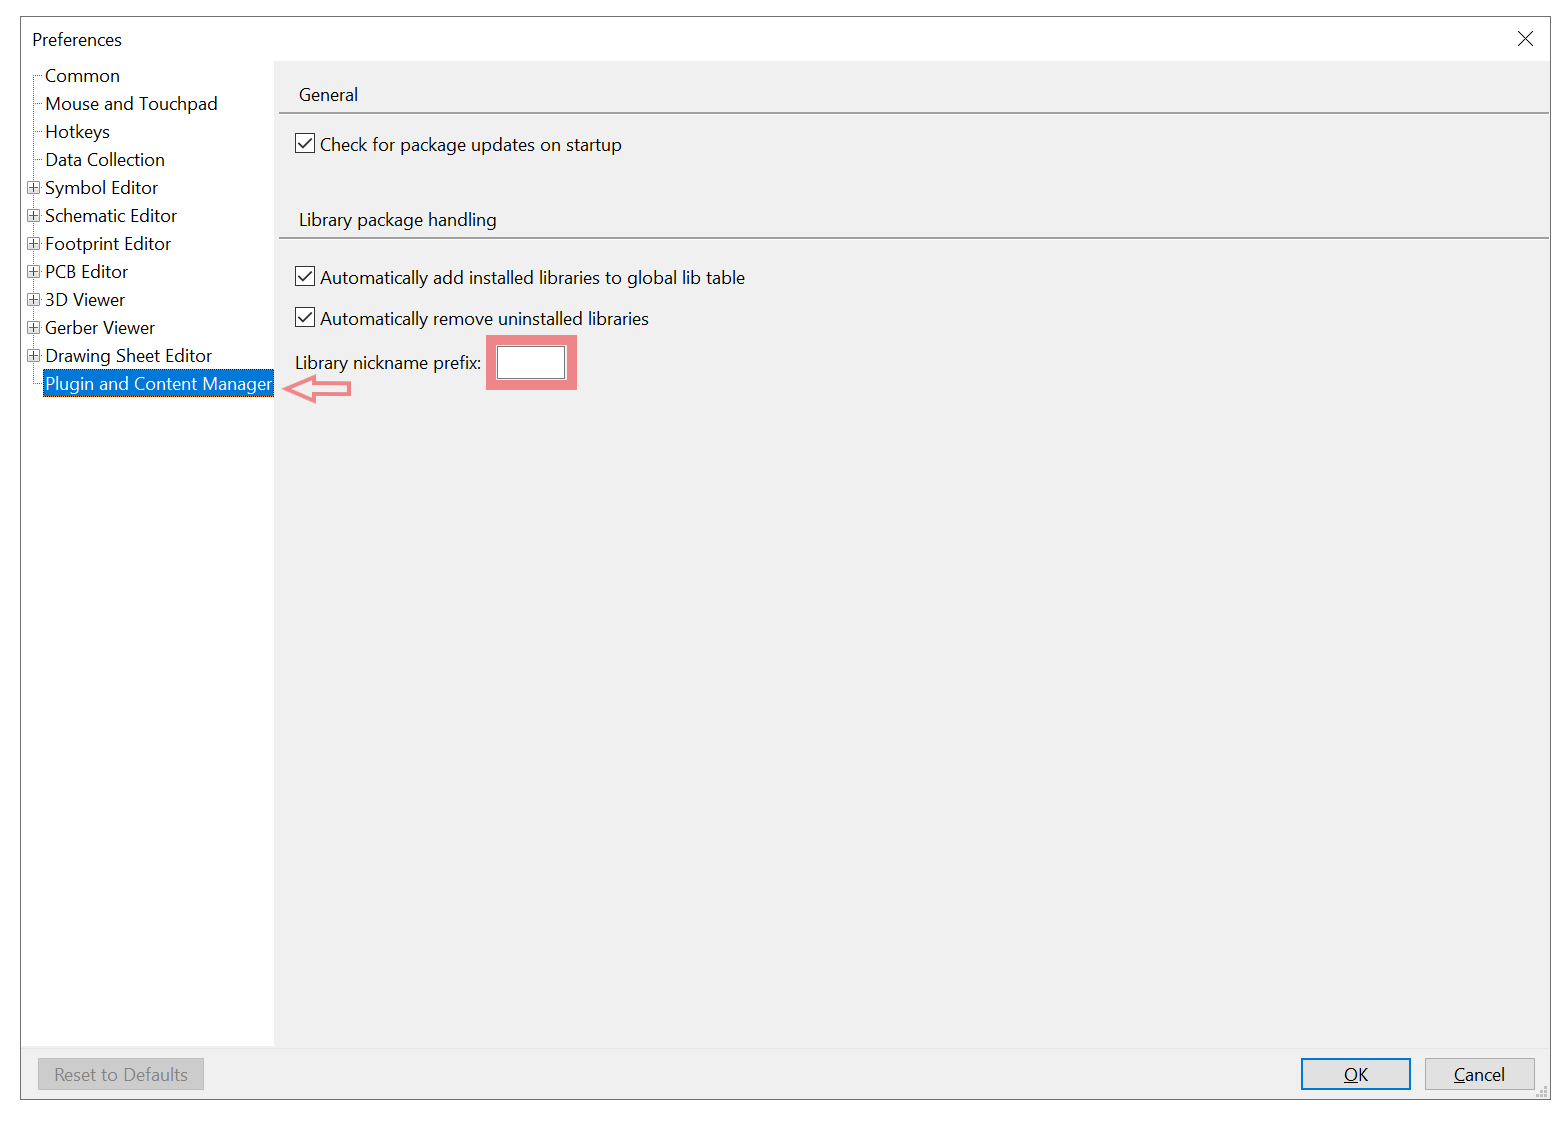 Preferences
Common
Mouse and Touchpad
Hotkeys
Data Collection
Symbol Editor
Schematic Editor
Footprint Editor
PCB Editor
3D Viewer
Gerber Viewer
Drawing Sheet Editor
Plugin and Content Manager
General
Check for package updates on startup
Library package handling
Automatically add installed libraries to global lib table
Automatically remove uninstalled libraries
Library nickname prefix:
Reset to Defaults
OK
Cancel